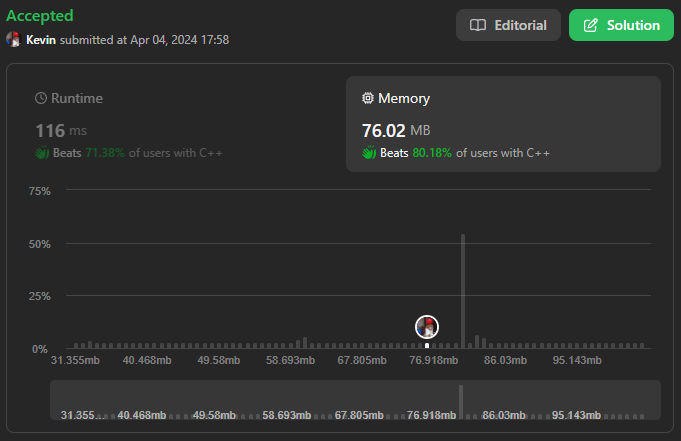 Accepted
Kevin submitted at Apr 04, 2024 17:58
Editorial
Solution
Runtime
116 ms
Beats 71.38% of users with C++
Memory
76.02 MB
Beats 80.18% of users with C++
75%
50%
25%
0%
31.355mb 40.468mb 49.58mb 58.693mb 67.805mb 76.918mb 86.03mb 95.143mb
31.355... 40.468mb 49.58mb 58.693mb 67.805mb 76.918mb 86.03mb 95.143mb